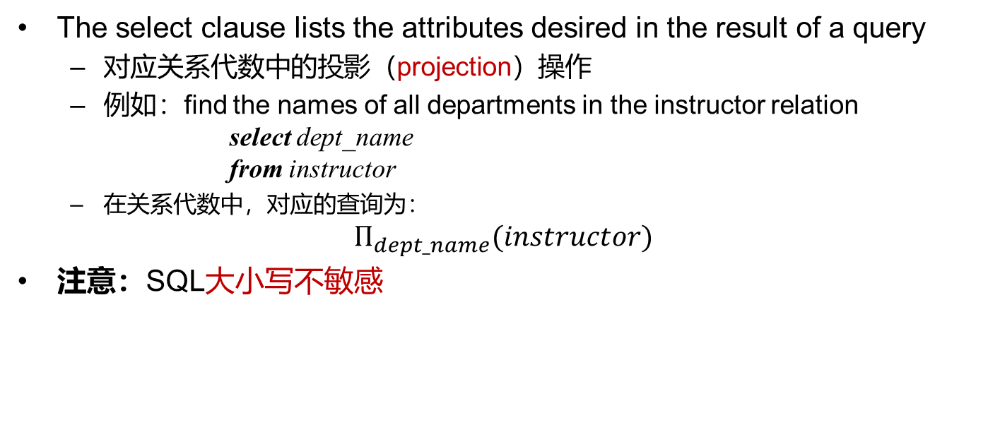 • The select clause lists the attributes desired in the result of a query
– 对应关系代数中的投影（projection）操作
– 例如：find the names of all departments in the instructor relation
select dept_name
from instructor
– 在关系代数中，对应的查询为：
Π_dept_name(instructor)
• 注意：SQL大小写不敏感